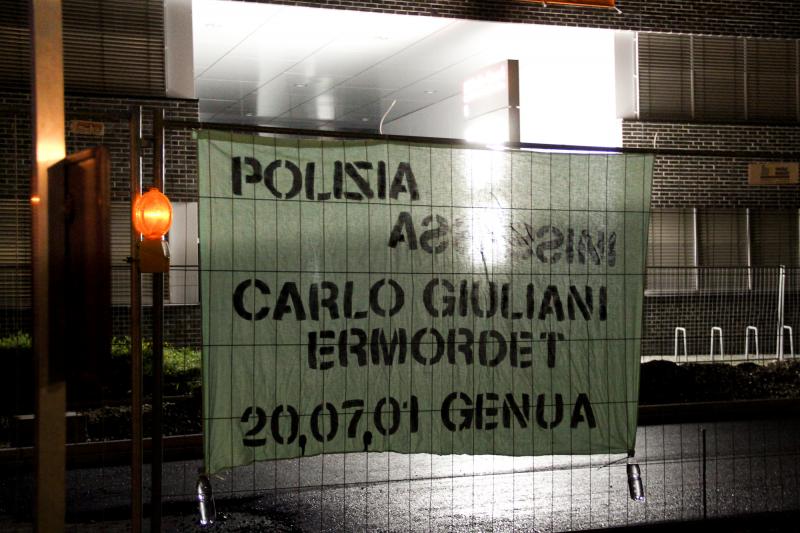 POLIZIA
ASSASSINI
CARLO GIULIANI
ERMORDET
20,07,01 GENUA